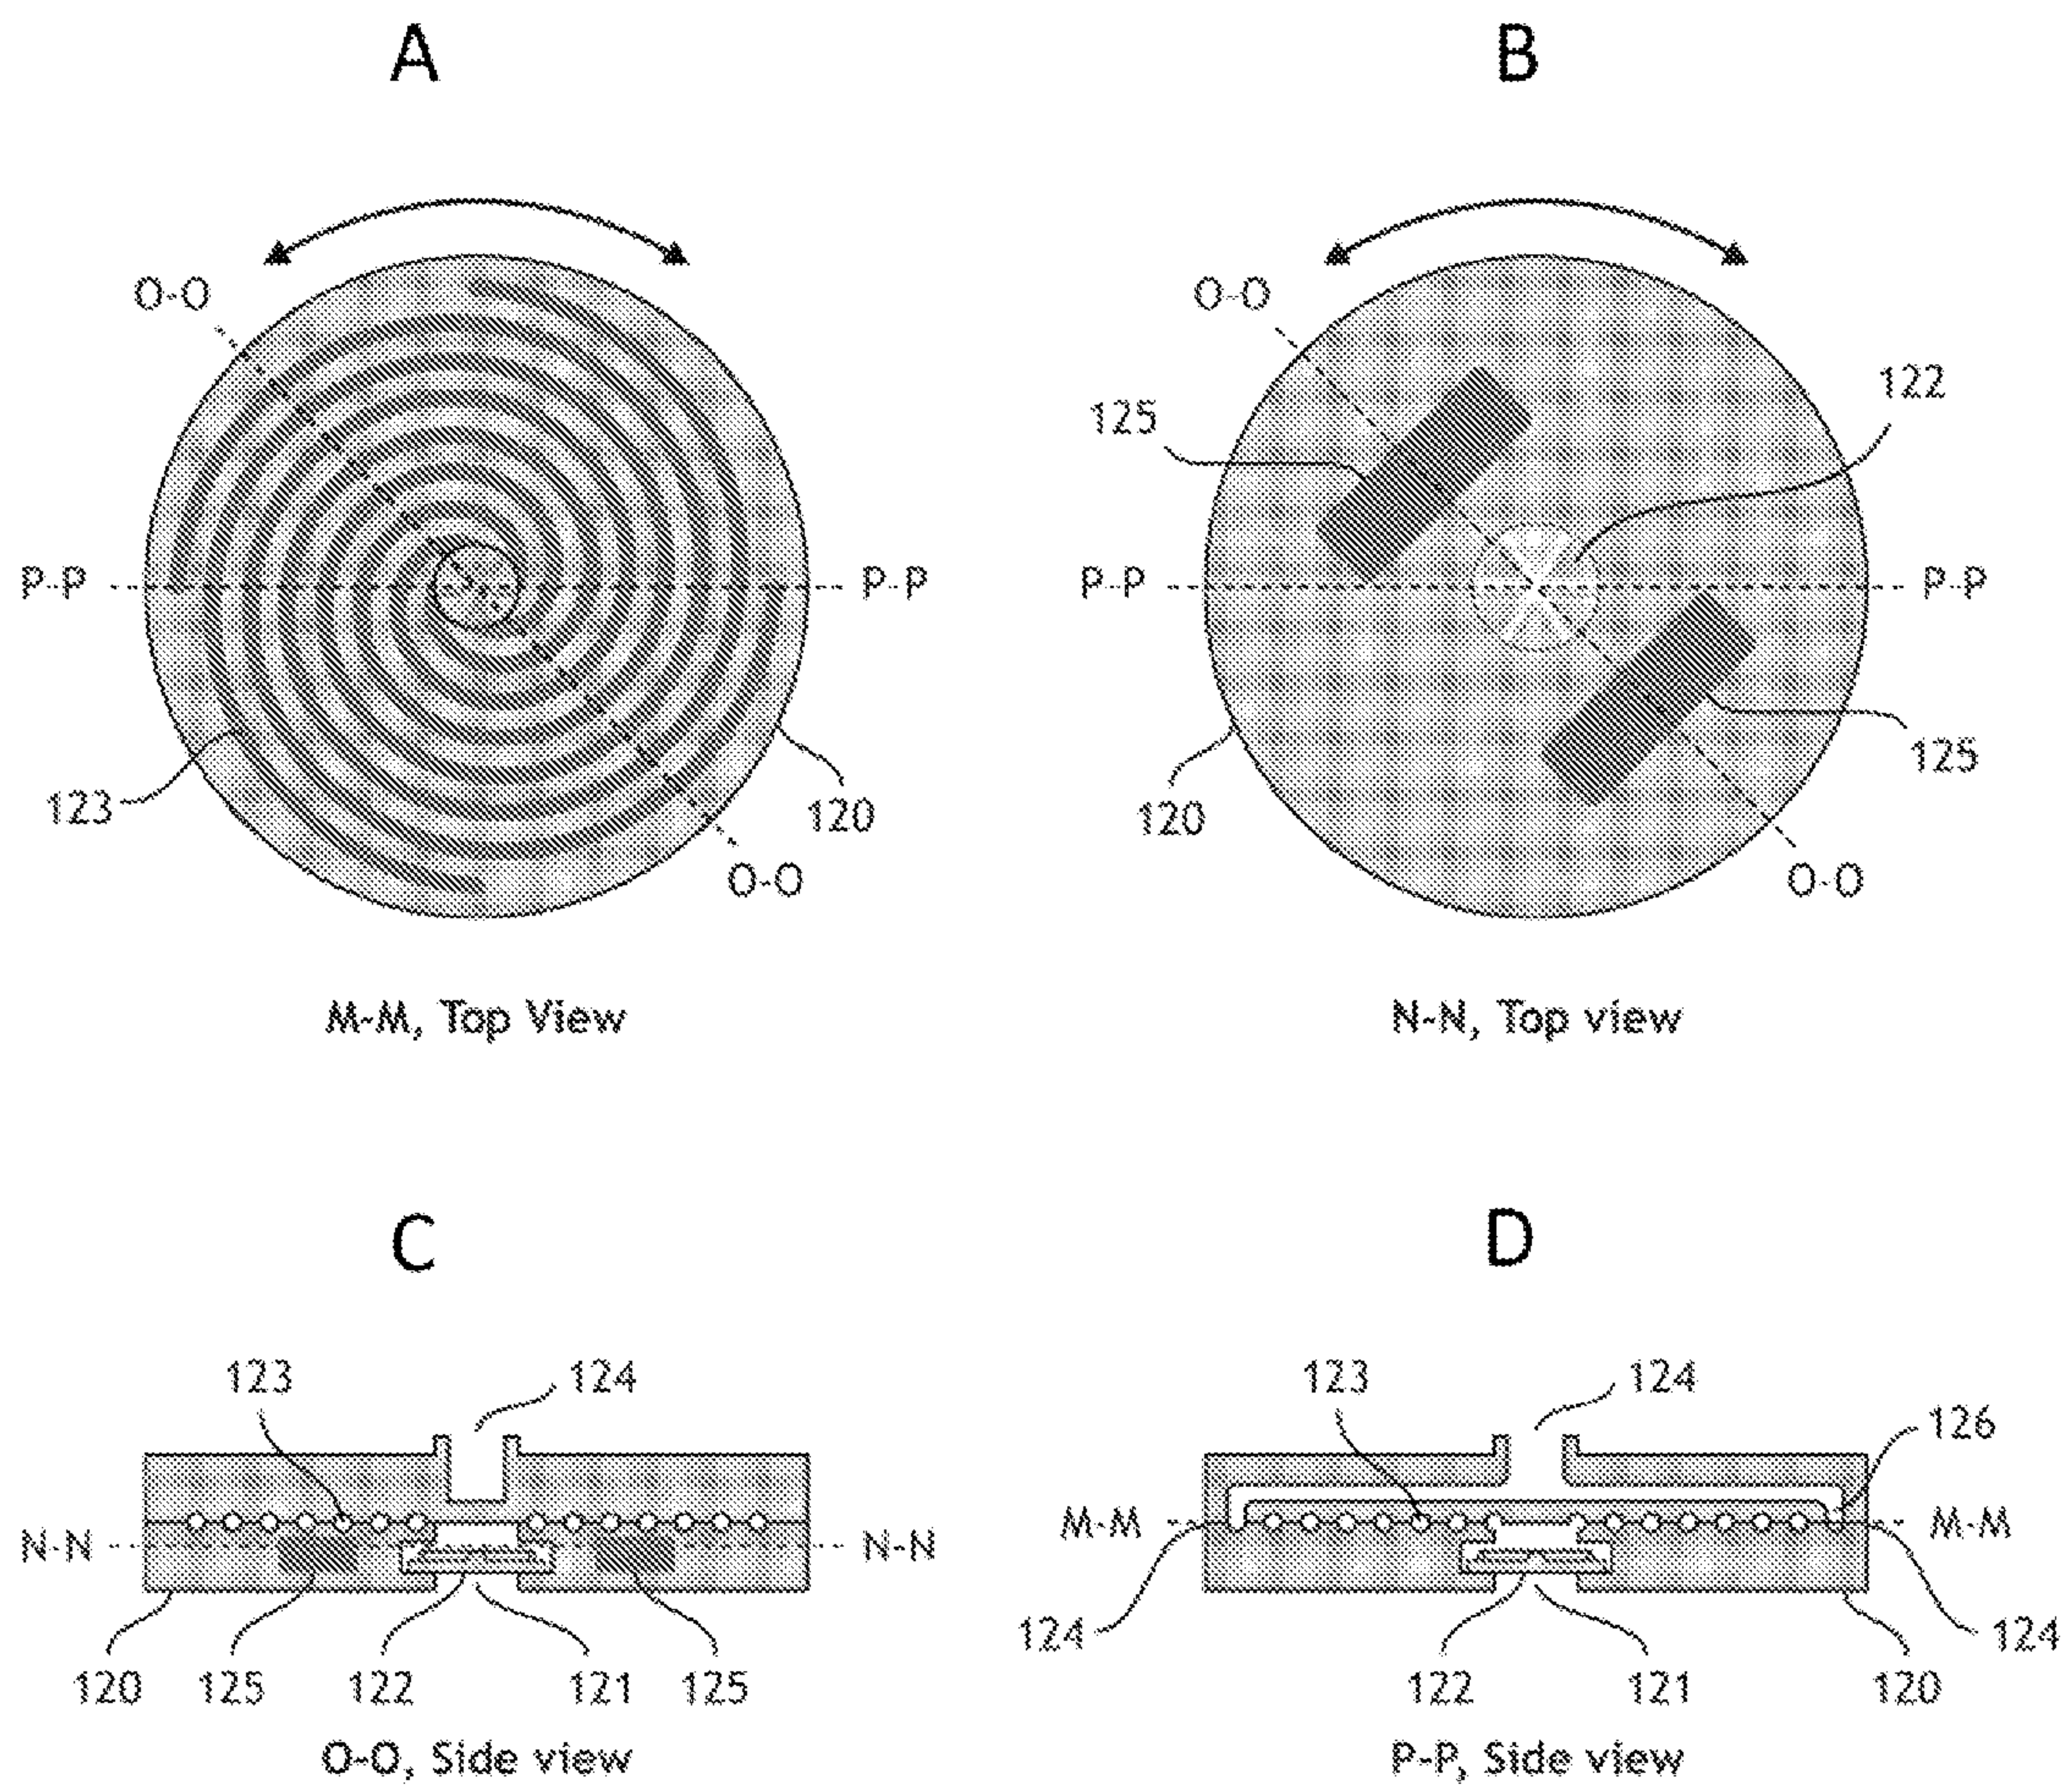 A
B
O-O
O-O
122
125
P-P
P-P
P-P
P-P
125
123
120
120
O-O
O-O
M-M, Top View
N-N, Top view
C
D
123
124
123
124
126
M-M
M-M
N-N
N-N
124
124
120
125
122
121
125
122
121
120
O-O, Side view
P-P, Side view